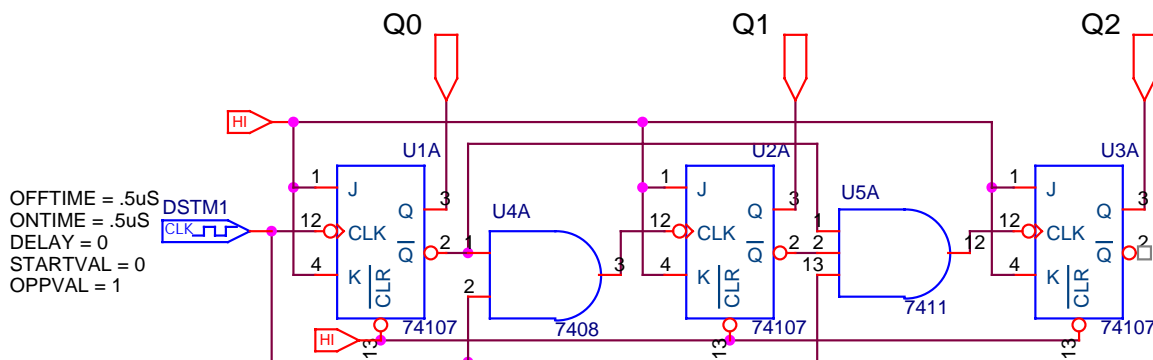 Q0 Q1 Q2
HI
U1A U2A U3A
OFFTIME = .5uS
ONTIME = .5uS
DELAY = 0
STARTVAL = 0
OPPVAL = 1
DSTM1
CLK
1 J Q 3
12 CLK
4 K Q 2
CLR
13
74107
U4A
1
2
3
7408
1 J Q 3
12 CLK
4 K Q 2
CLR
13
74107
U5A
1
2
13
12
7411
1 J Q 3
12 CLK
4 K Q 2
CLR
13
74107
HI